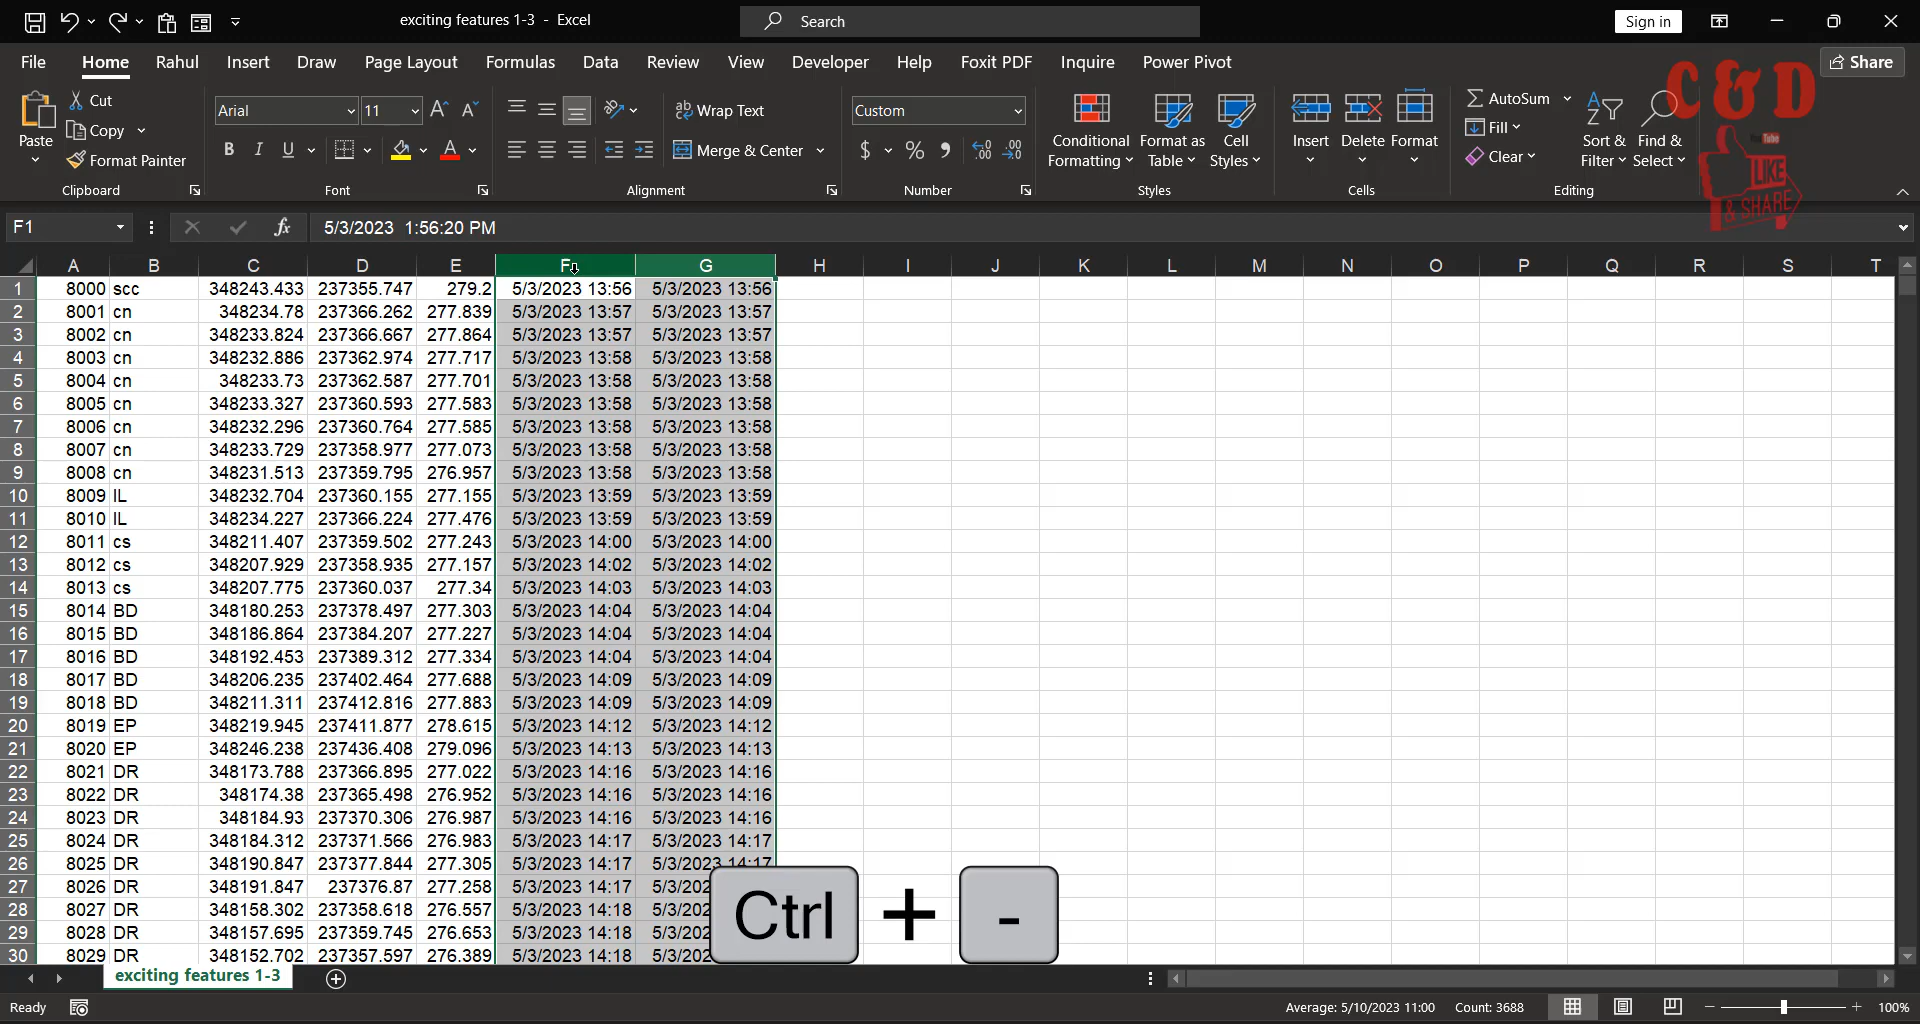 exciting features 1-3 - Excel
Search
Sign in
File Home Rahul Insert Draw Page Layout Formulas Data Review View Developer Help Foxit PDF Inquire Power Pivot
Share
C & D
YouTube
LIKE
& SHARE
Paste
Cut
Copy
Format Painter
Clipboard
Arial 11
B I U
Font
Wrap Text
Merge & Center
Alignment
Custom
$ % ,
Number
Conditional Formatting
Format as Table
Cell Styles
Styles
Insert Delete Format
Cells
AutoSum
Fill
Clear
Sort & Filter
Find & Select
Editing
F1 fx 5/3/2023 1:56:20 PM
A B C D E F G H I J K L M N O P Q R S T
1 8000 scc 348243.433 237355.747 279.2 5/3/2023 13:56 5/3/2023 13:56
2 8001 cn 348234.78 237366.262 277.839 5/3/2023 13:57 5/3/2023 13:57
3 8002 cn 348233.824 237366.667 277.864 5/3/2023 13:57 5/3/2023 13:57
4 8003 cn 348232.886 237362.974 277.717 5/3/2023 13:58 5/3/2023 13:58
5 8004 cn 348233.73 237362.587 277.701 5/3/2023 13:58 5/3/2023 13:58
6 8005 cn 348233.327 237360.593 277.583 5/3/2023 13:58 5/3/2023 13:58
7 8006 cn 348232.296 237360.764 277.585 5/3/2023 13:58 5/3/2023 13:58
8 8007 cn 348233.729 237358.977 277.073 5/3/2023 13:58 5/3/2023 13:58
9 8008 cn 348231.513 237359.795 276.957 5/3/2023 13:58 5/3/2023 13:58
10 8009 IL 348232.704 237360.155 277.155 5/3/2023 13:59 5/3/2023 13:59
11 8010 IL 348234.227 237366.224 277.476 5/3/2023 13:59 5/3/2023 13:59
12 8011 cs 348211.407 237359.502 277.243 5/3/2023 14:00 5/3/2023 14:00
13 8012 cs 348207.929 237358.935 277.157 5/3/2023 14:02 5/3/2023 14:02
14 8013 cs 348207.775 237360.037 277.34 5/3/2023 14:03 5/3/2023 14:03
15 8014 BD 348180.253 237378.497 277.303 5/3/2023 14:04 5/3/2023 14:04
16 8015 BD 348186.864 237384.207 277.227 5/3/2023 14:04 5/3/2023 14:04
17 8016 BD 348192.453 237389.312 277.334 5/3/2023 14:04 5/3/2023 14:04
18 8017 BD 348206.235 237402.464 277.688 5/3/2023 14:09 5/3/2023 14:09
19 8018 BD 348211.311 237412.816 277.883 5/3/2023 14:09 5/3/2023 14:09
20 8019 EP 348219.945 237411.877 278.615 5/3/2023 14:12 5/3/2023 14:12
21 8020 EP 348246.238 237436.408 279.096 5/3/2023 14:13 5/3/2023 14:13
22 8021 DR 348173.788 237366.895 277.022 5/3/2023 14:16 5/3/2023 14:16
23 8022 DR 348174.38 237365.498 276.952 5/3/2023 14:16 5/3/2023 14:16
24 8023 DR 348184.93 237370.306 276.987 5/3/2023 14:16 5/3/2023 14:16
25 8024 DR 348184.312 237371.566 276.983 5/3/2023 14:17 5/3/2023 14:17
26 8025 DR 348190.847 237377.844 277.305 5/3/2023 14:17 5/3/2023 14:17
27 8026 DR 348191.847 237376.87 277.258 5/3/2023 14:17 5/3/202
28 8027 DR 348158.302 237358.618 276.557 5/3/2023 14:18 5/3/202
29 8028 DR 348157.695 237359.745 276.653 5/3/2023 14:18 5/3/202
30 8029 DR 348152.702 237357.597 276.389 5/3/2023 14:18 5/3/202
Ctrl + -
exciting features 1-3
Ready
Average: 5/10/2023 11:00 Count: 3688
100%